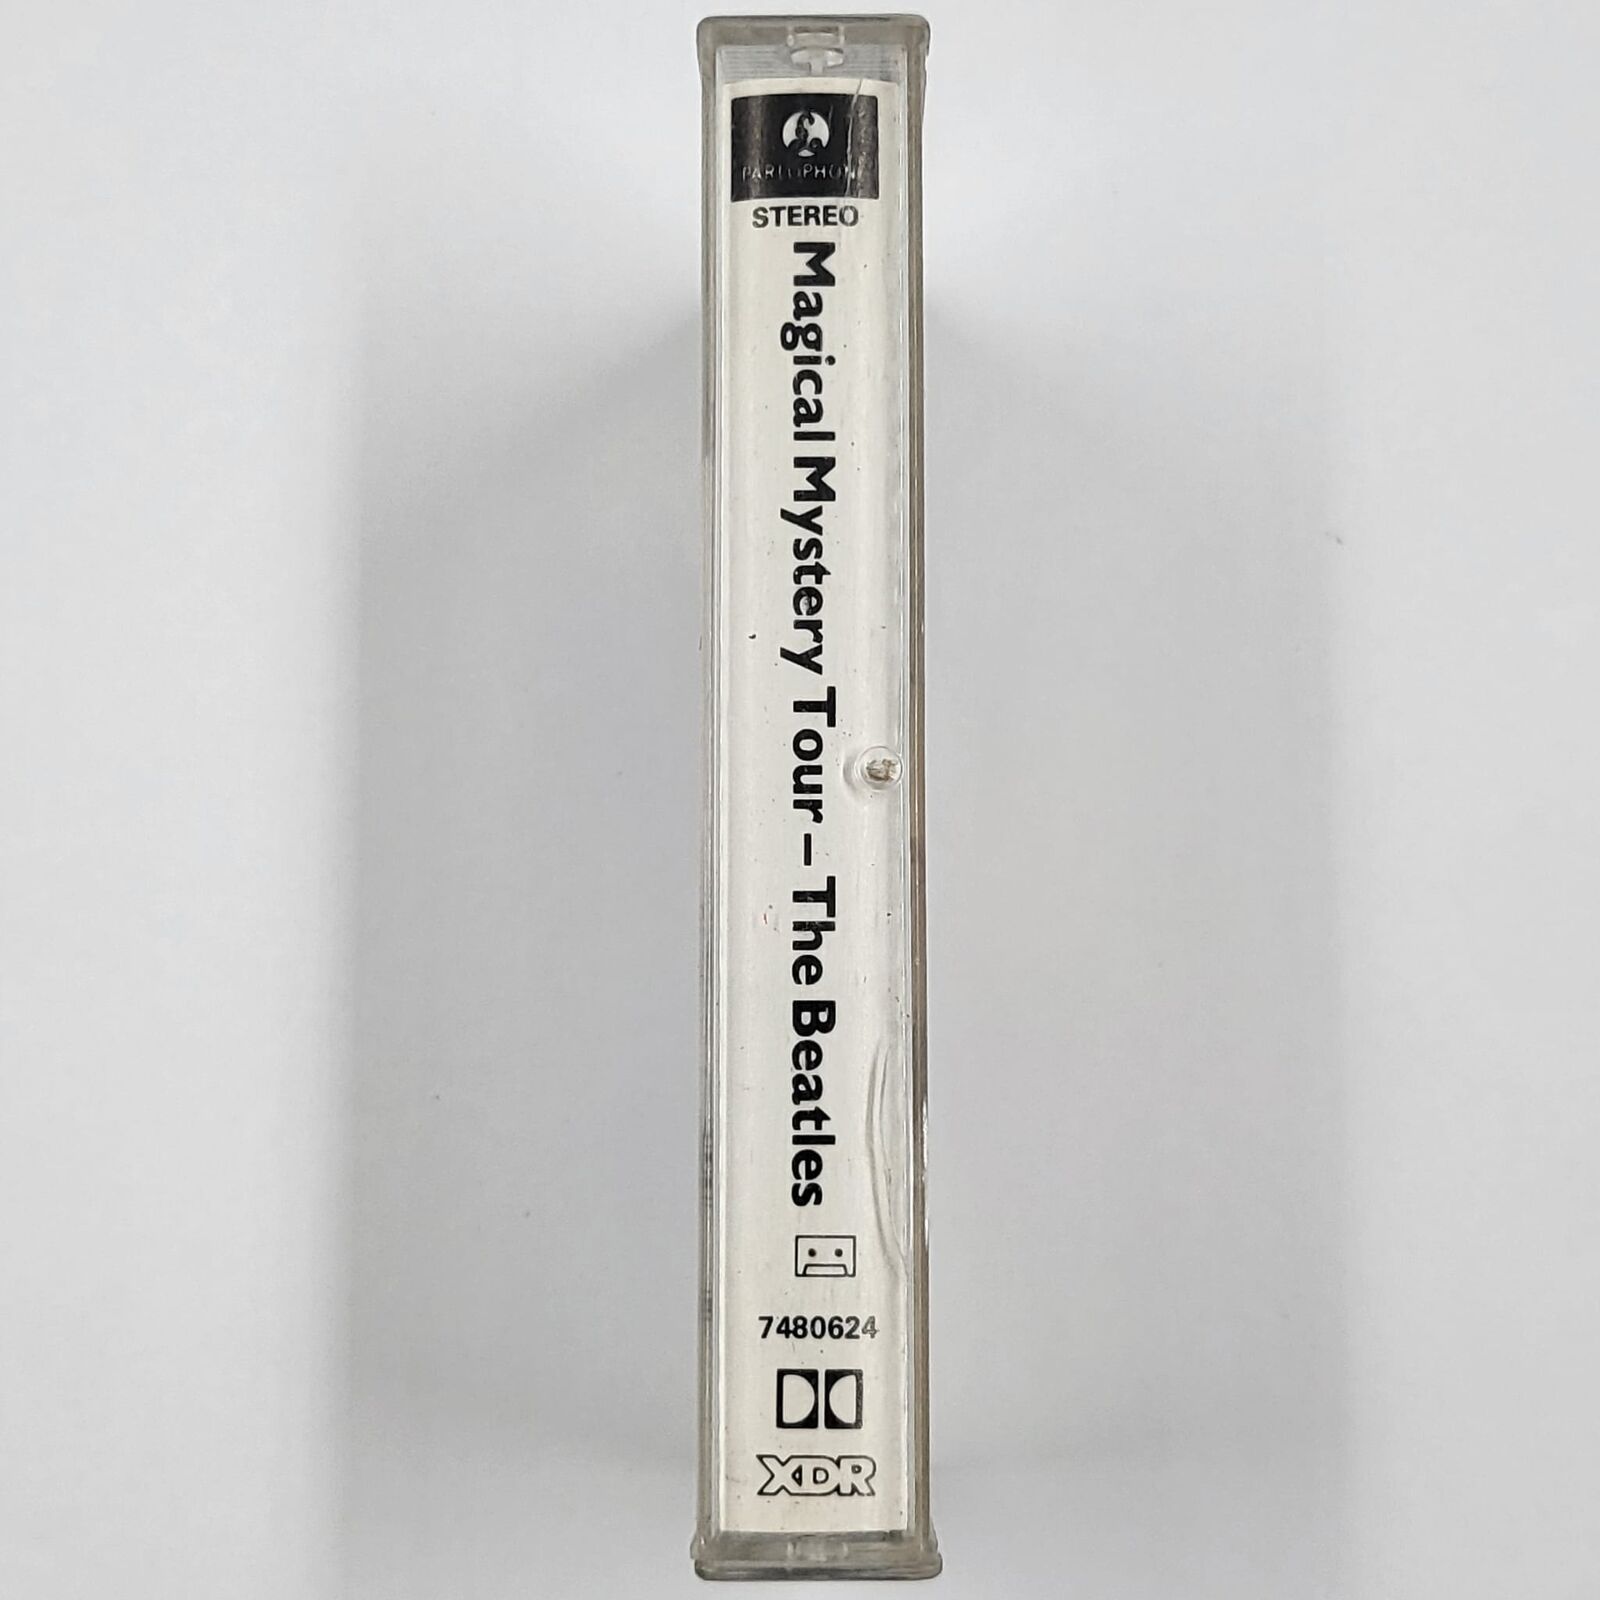 PARLOPHONE
STEREO
Magical Mystery Tour – The Beatles
7480624
XDR